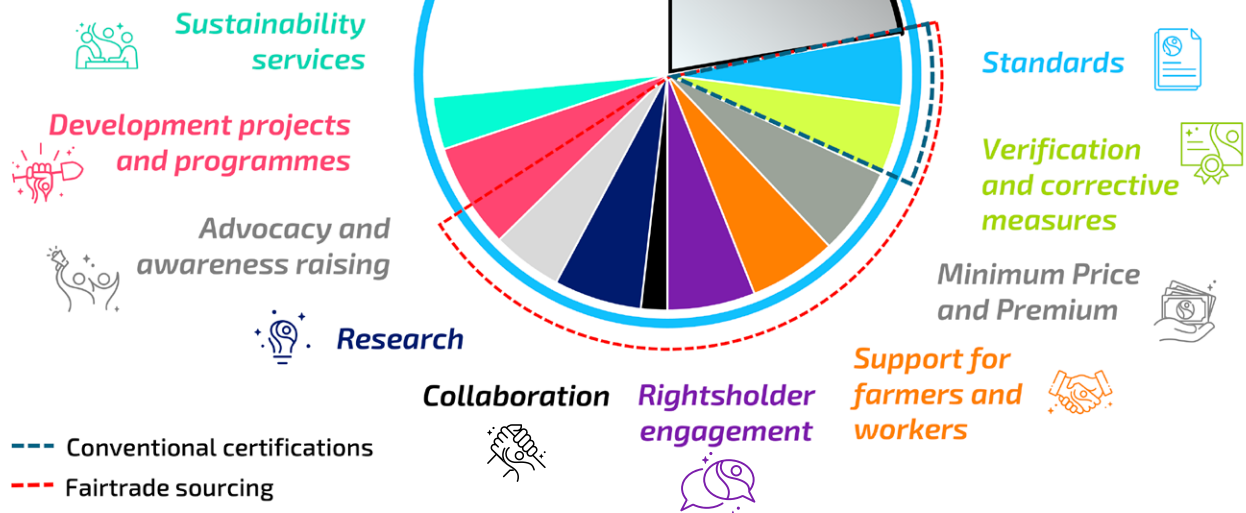 Sustainability
services
Development projects
and programmes
Advocacy and
awareness raising
Research
Collaboration
Rightsholder
engagement
Support for
farmers and
workers
Minimum Price
and Premium
Verification
and corrective
measures
Standards
Conventional certifications
Fairtrade sourcing